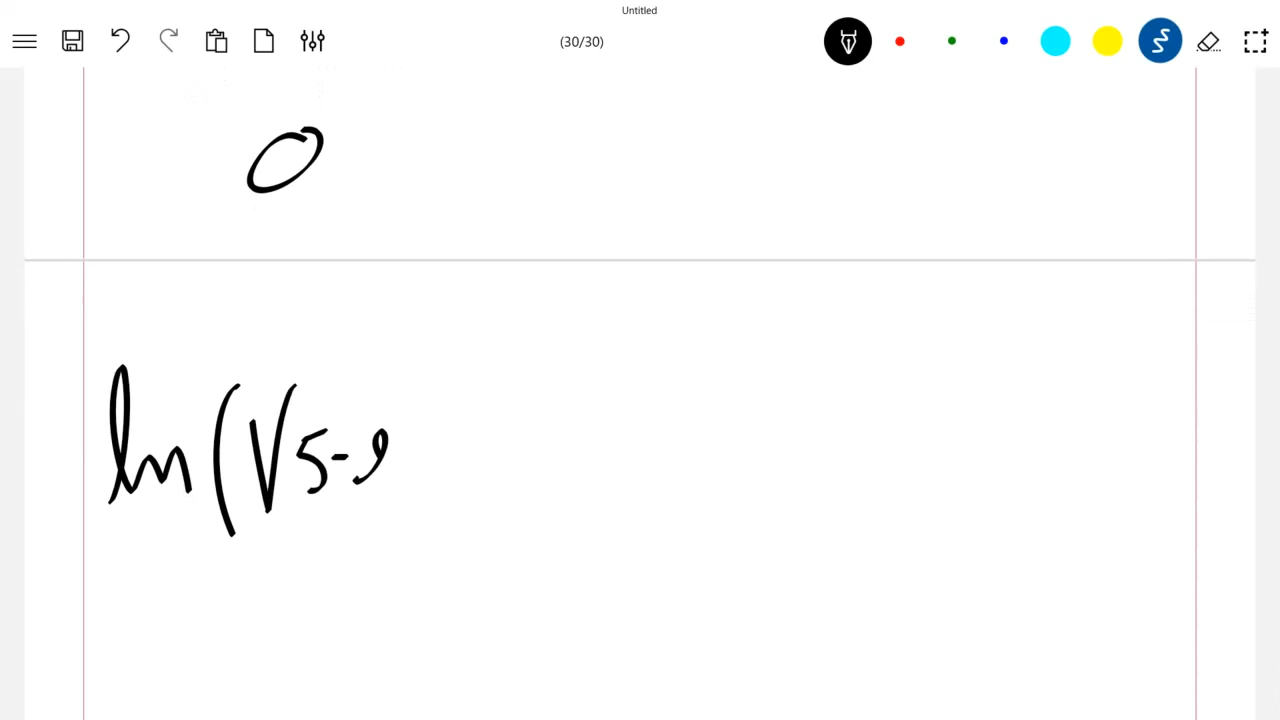 Untitled
(30/30)
0
ln(√5-